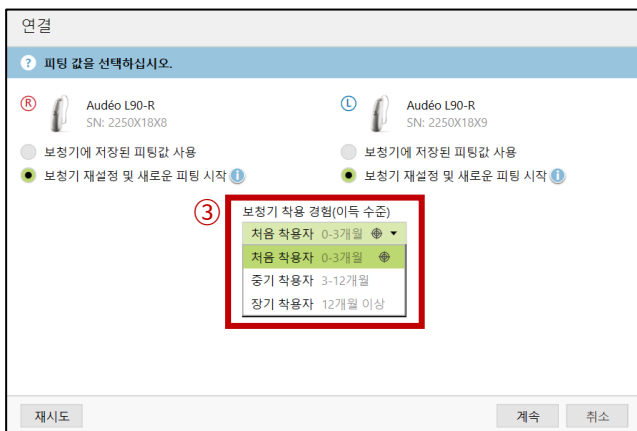 연결
? 피팅 값을 선택하십시오.
R Audéo L90-R
SN: 2250X18X8
보청기에 저장된 피팅값 사용
보청기 재설정 및 새로운 피팅 시작 i
L Audéo L90-R
SN: 2250X18X9
보청기에 저장된 피팅값 사용
보청기 재설정 및 새로운 피팅 시작 i
③
보청기 착용 경험(이득 수준)
처음 착용자 0-3개월
처음 착용자 0-3개월
중기 착용자 3-12개월
장기 착용자 12개월 이상
재시도
계속
취소